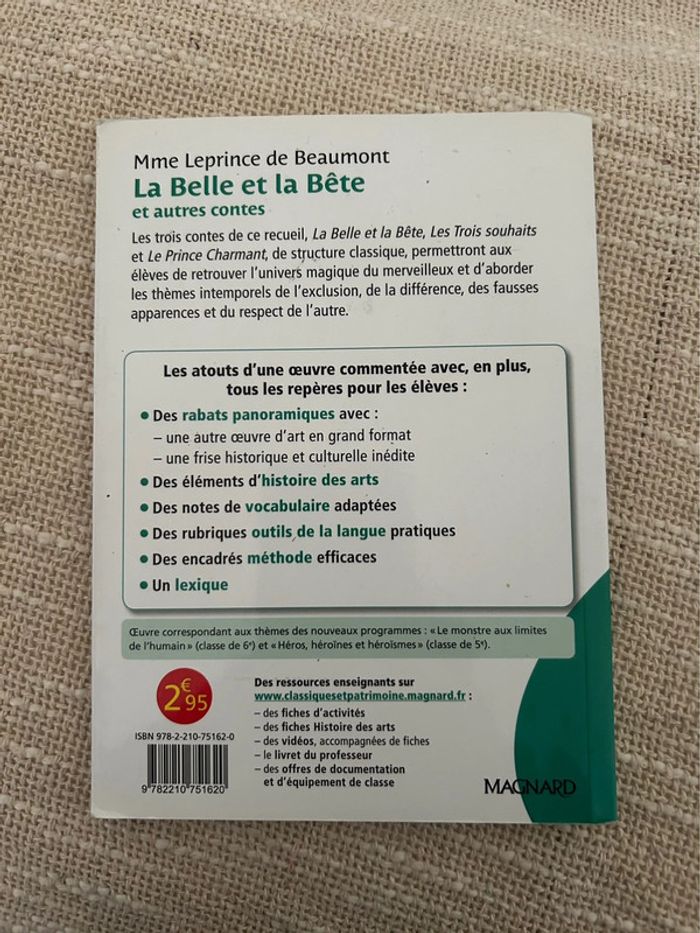 Mme Leprince de Beaumont
La Belle et la Bête
et autres contes
Les trois contes de ce recueil, La Belle et la Bête, Les Trois souhaits
et Le Prince Charmant, de structure classique, permettront aux
élèves de retrouver l'univers magique du merveilleux et d'aborder
les thèmes intemporels de l'exclusion, de la différence, des fausses
apparences et du respect de l'autre.
Les atouts d'une œuvre commentée avec, en plus,
tous les repères pour les élèves :
• Des rabats panoramiques avec :
– une autre œuvre d'art en grand format
– une frise historique et culturelle inédite
• Des éléments d'histoire des arts
• Des notes de vocabulaire adaptées
• Des rubriques outils de la langue pratiques
• Des encadrés méthode efficaces
• Un lexique
Œuvre correspondant aux thèmes des nouveaux programmes : « Le monstre aux limites
de l'humain » (classe de 6e) et « Héros, héroïnes et héroïsmes » (classe de 5e).
2€95
ISBN 978-2-210-75162-0
9 782210 751620
Des ressources enseignants sur
www.classiquesetpatrimoine.magnard.fr :
– des fiches d'activités
– des fiches Histoire des arts
– des vidéos, accompagnées de fiches
– le livret du professeur
– des offres de documentation
et d'équipement de classe
MAGNARD